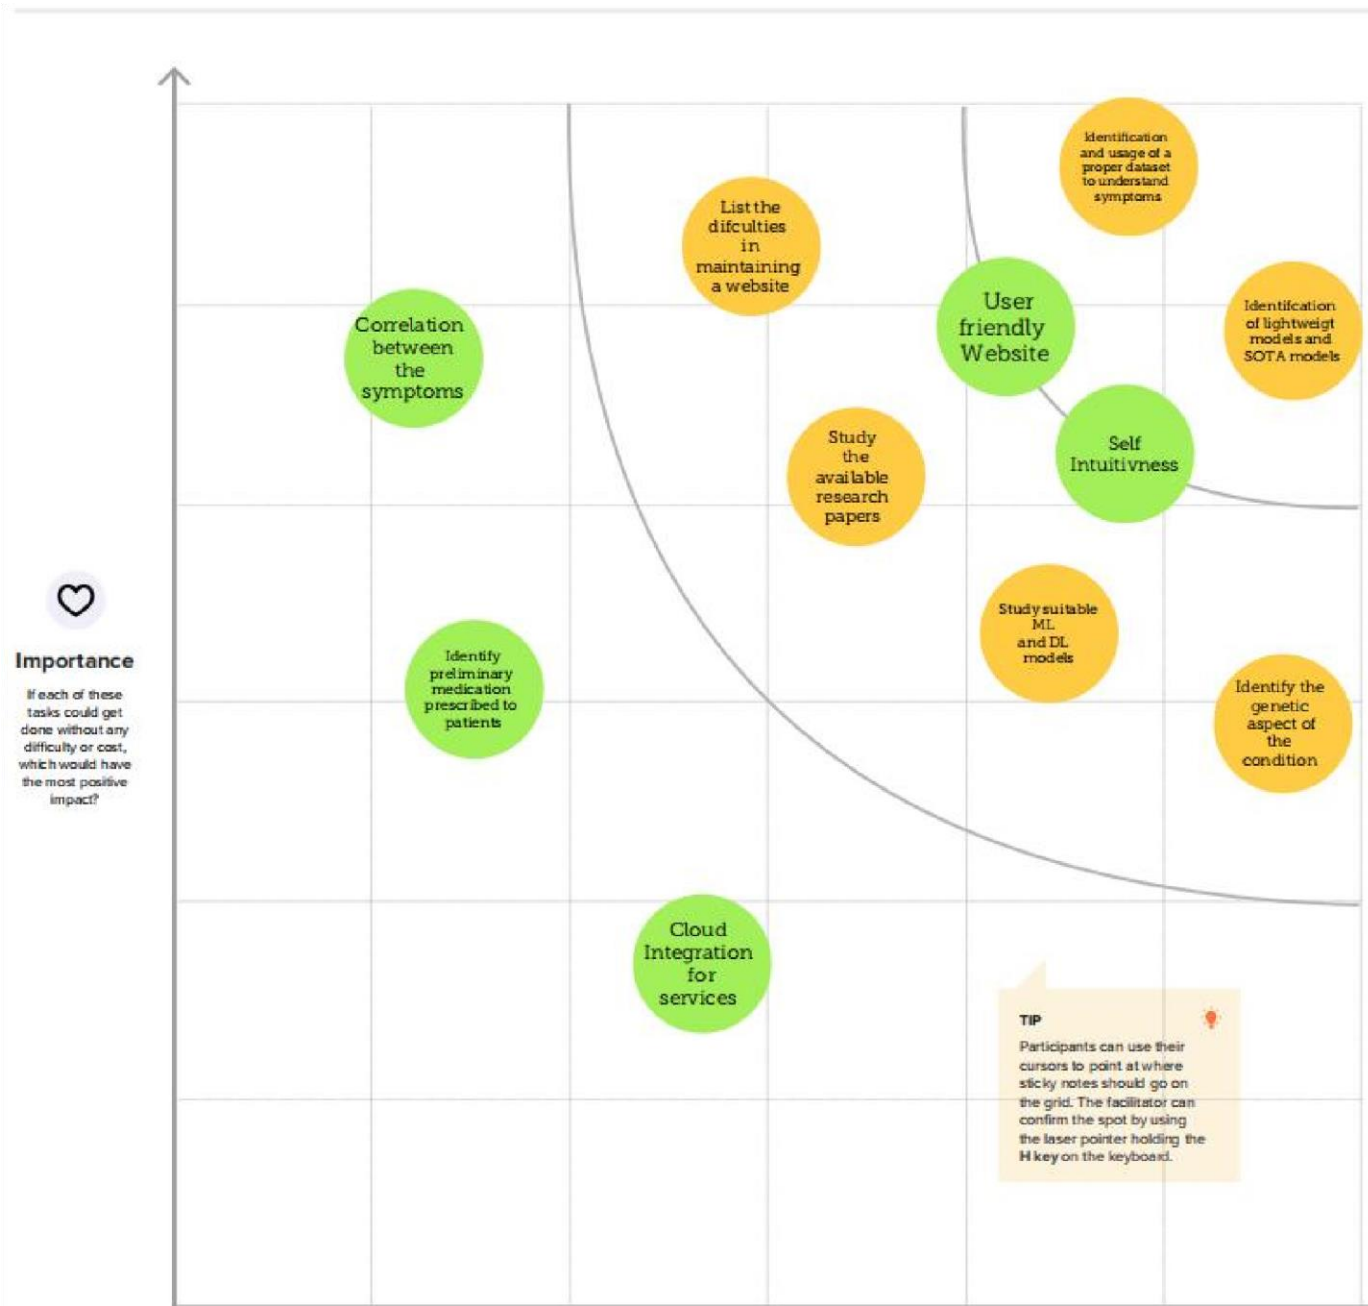 Identification
and usage of a
proper dataset
to understand
symptoms
List the
difculties
in
maintaining
a website
User
friendly
Website
Identifcation
of lightweigt
models and
SOTA models
Correlation
between
the
symptoms
Self
Intuitivness
Study
the
available
research
papers
Study suitable
ML
and DL
models
Importance
If each of these
tasks could get
done without any
difficulty or cost,
which would have
the most positive
impact?
Identify
preliminary
medication
prescribed to
patients
Identify the
genetic
aspect of
the
condition
Cloud
Integration
for
services
TIP
Participants can use their
cursors to point at where
sticky notes should go on
the grid. The facilitator can
confirm the spot by using
the laser pointer holding the
H key on the keyboard.